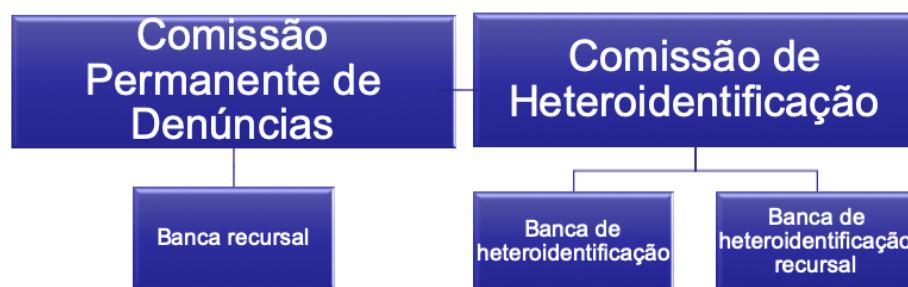 Comissão
Permanente de
Denúncias
Comissão de
Heteroidentificação
Banca recursal
Banca de
heteroidentificação
Banca de
heteroidentificação
recursal